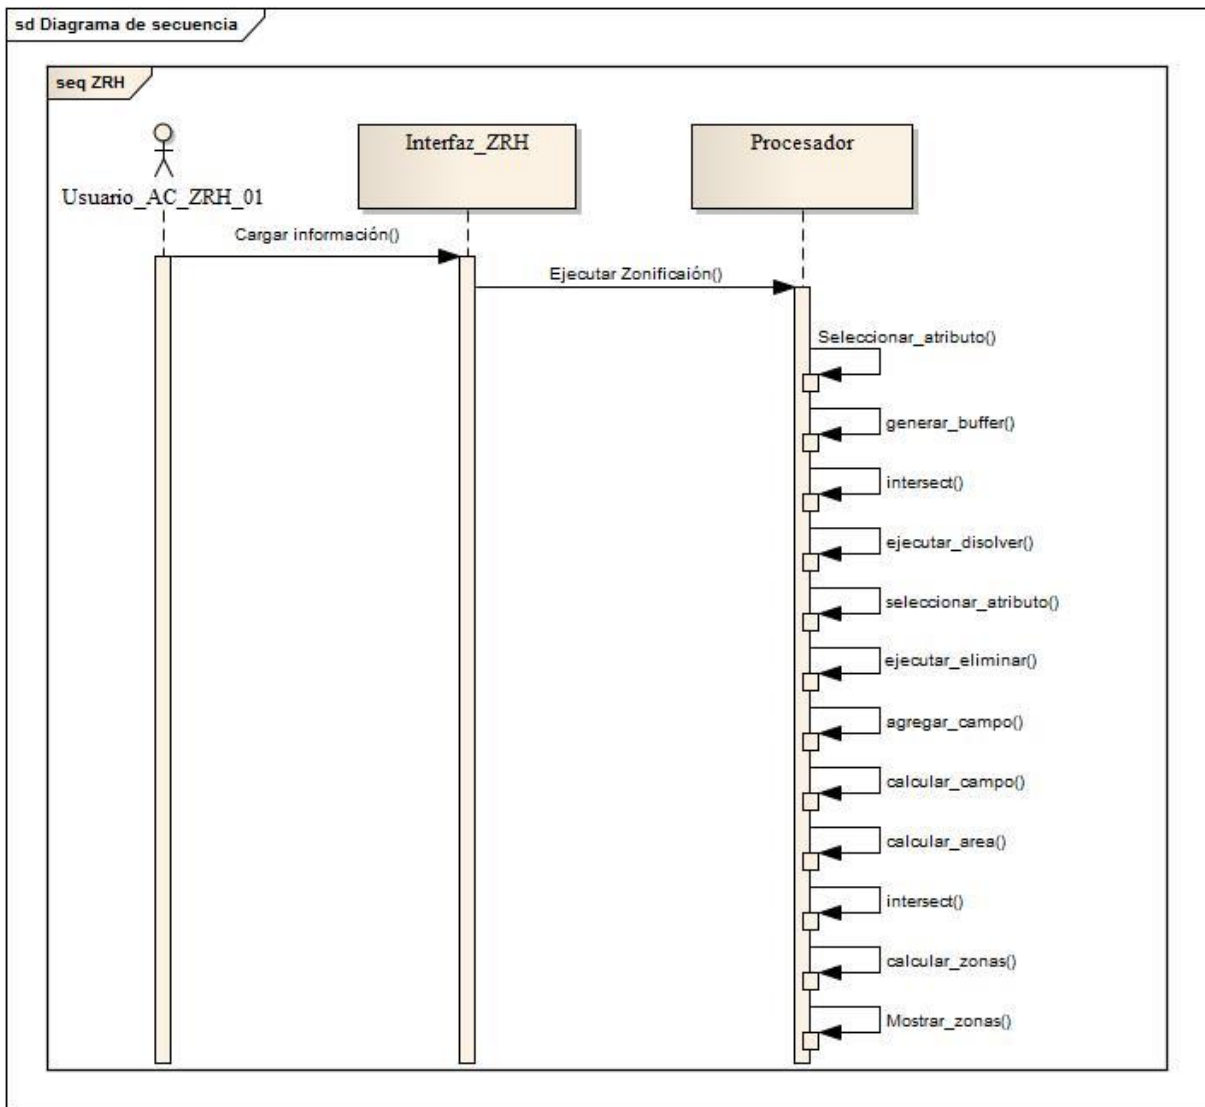 sd Diagrama de secuencia
seq ZRH
Interfaz_ZRH
Procesador
Usuario_AC_ZRH_01
Cargar información()
Ejecutar Zonificaión()
Seleccionar_atributo()
generar_buffer()
intersect()
ejecutar_disolver()
seleccionar_atributo()
ejecutar_eliminar()
agregar_campo()
calcular_campo()
calcular_area()
intersect()
calcular_zonas()
Mostrar_zonas()